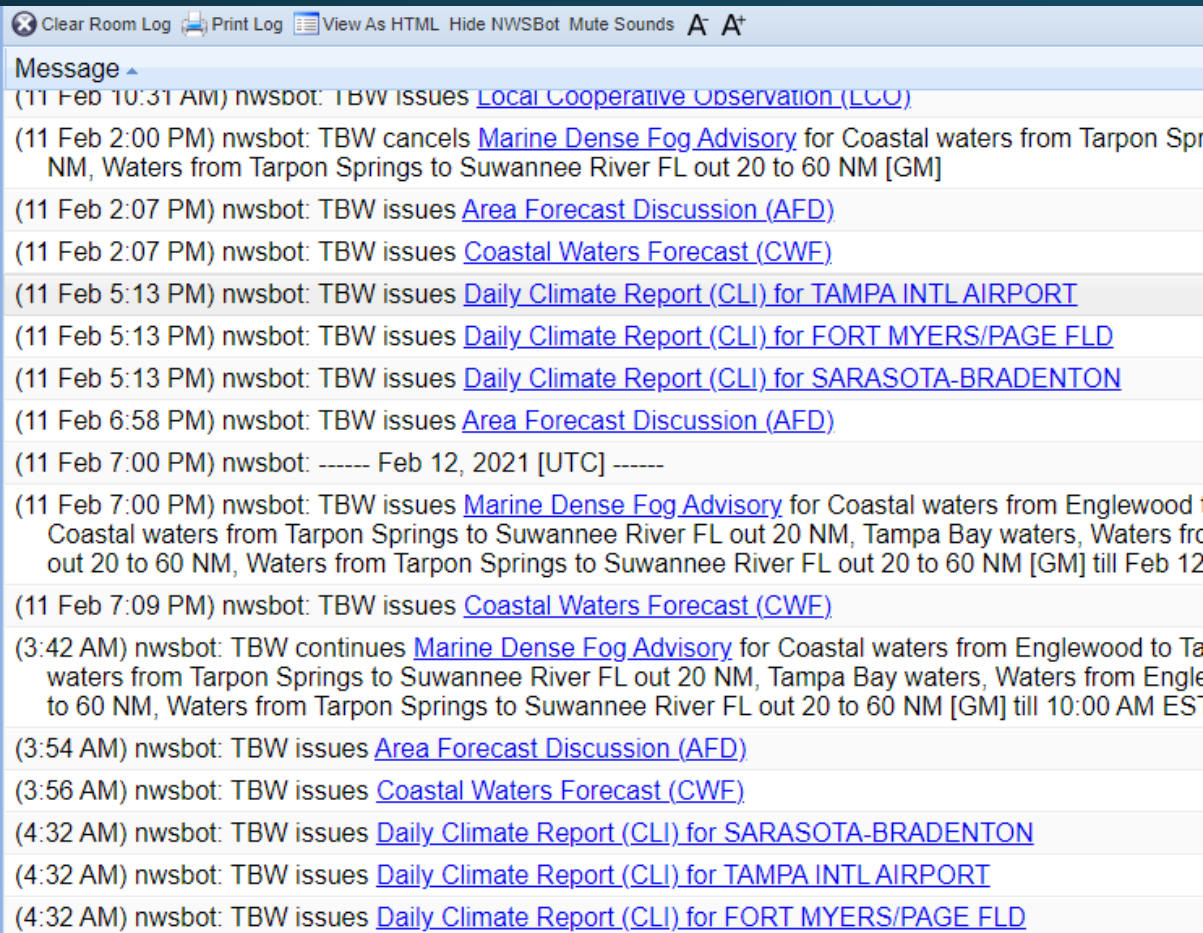 Clear Room Log Print Log View As HTML Hide NWSBot Mute Sounds A- A+
Message
(11 Feb 10:31 AM) nwsbot: TBW issues Local Cooperative Observation (LCO)
(11 Feb 2:00 PM) nwsbot: TBW cancels Marine Dense Fog Advisory for Coastal waters from Tarpon
NM, Waters from Tarpon Springs to Suwannee River FL out 20 to 60 NM [GM]
(11 Feb 2:07 PM) nwsbot: TBW issues Area Forecast Discussion (AFD)
(11 Feb 2:07 PM) nwsbot: TBW issues Coastal Waters Forecast (CWF)
(11 Feb 5:13 PM) nwsbot: TBW issues Daily Climate Report (CLI) for TAMPA INTL AIRPORT
(11 Feb 5:13 PM) nwsbot: TBW issues Daily Climate Report (CLI) for FORT MYERS/PAGE FLD
(11 Feb 5:13 PM) nwsbot: TBW issues Daily Climate Report (CLI) for SARASOTA-BRADENTON
(11 Feb 6:58 PM) nwsbot: TBW issues Area Forecast Discussion (AFD)
(11 Feb 7:00 PM) nwsbot: ------ Feb 12, 2021 [UTC] ------
(11 Feb 7:00 PM) nwsbot: TBW issues Marine Dense Fog Advisory for Coastal waters from Englewood
Coastal waters from Tarpon Springs to Suwannee River FL out 20 NM, Tampa Bay waters, Waters
out 20 to 60 NM, Waters from Tarpon Springs to Suwannee River FL out 20 to 60 NM [GM] till Feb 12
(11 Feb 7:09 PM) nwsbot: TBW issues Coastal Waters Forecast (CWF)
(3:42 AM) nwsbot: TBW continues Marine Dense Fog Advisory for Coastal waters from Englewood to
waters from Tarpon Springs to Suwannee River FL out 20 NM, Tampa Bay waters, Waters from
to 60 NM, Waters from Tarpon Springs to Suwannee River FL out 20 to 60 NM [GM] till 10:00 AM EST
(3:54 AM) nwsbot: TBW issues Area Forecast Discussion (AFD)
(3:56 AM) nwsbot: TBW issues Coastal Waters Forecast (CWF)
(4:32 AM) nwsbot: TBW issues Daily Climate Report (CLI) for SARASOTA-BRADENTON
(4:32 AM) nwsbot: TBW issues Daily Climate Report (CLI) for TAMPA INTL AIRPORT
(4:32 AM) nwsbot: TBW issues Daily Climate Report (CLI) for FORT MYERS/PAGE FLD